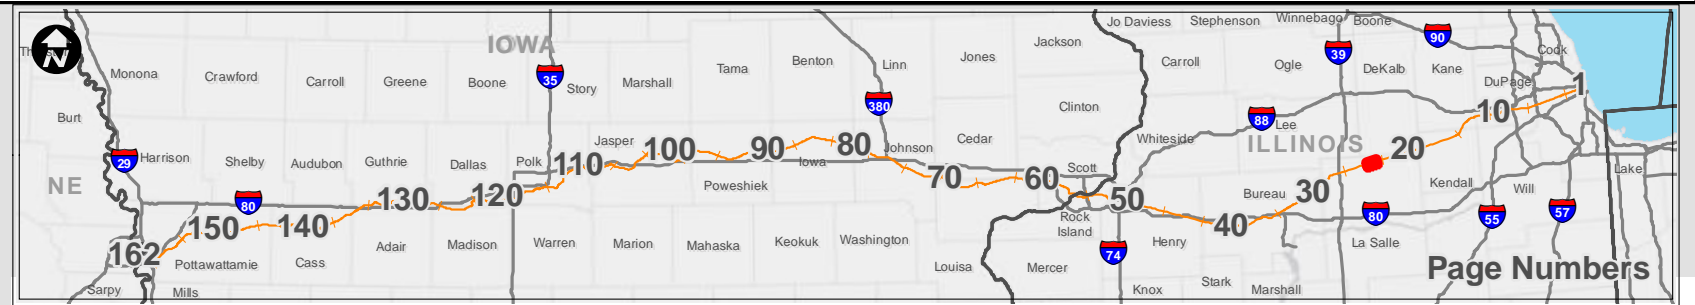 Jo Daviess Stephenson Winnebago Boone
IOWA
Th
N
Monona Crawford Carroll Greene Boone 35 Story Marshall Tama Benton Linn Jones Jackson Carroll Ogle 39 DeKalb 90 Kane Cook
DuPage
1
Burt 380 Clinton 88 Lee 10
Jasper Cedar Whiteside ILLINOIS
29 Harrison Shelby Audubon Guthrie Dallas Polk 110 100 90 Iowa 80 Johnson Scott 20 Lake
NE 80 130 120 Poweshiek 70 60 50 Bureau 30 Kendall Will
162 150 140 Rock
Island 40 80 55 57
Pottawattamie Cass Adair Madison Warren Marion Mahaska Keokuk Washington 74 Henry La Salle
Louisa Mercer Stark Page Numbers
Sarpy Mills Knox Marshall